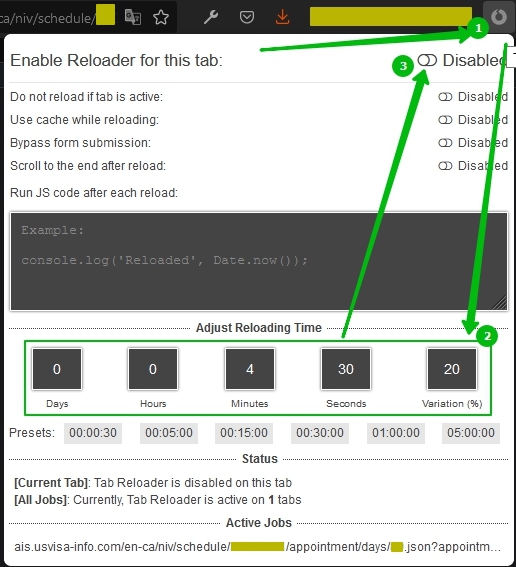 ca/niv/schedule/
1
Enable Reloader for this tab:
3
Disabled
Do not reload if tab is active:
Disabled
Use cache while reloading:
Disabled
Bypass form submission:
Disabled
Scroll to the end after reload:
Disabled
Run JS code after each reload:
Example:
console.log('Reloaded', Date.now());
Adjust Reloading Time
2
0 0 4 30 20
Days Hours Minutes Seconds Variation (%)
Presets: 00:00:30 00:05:00 00:15:00 00:30:00 01:00:00 05:00:00
Status
[Current Tab]: Tab Reloader is disabled on this tab
[All Jobs]: Currently, Tab Reloader is active on 1 tabs
Active Jobs
ais.usvisa-info.com/en-ca/niv/schedule/ /appointment/days/ .json?appointm...